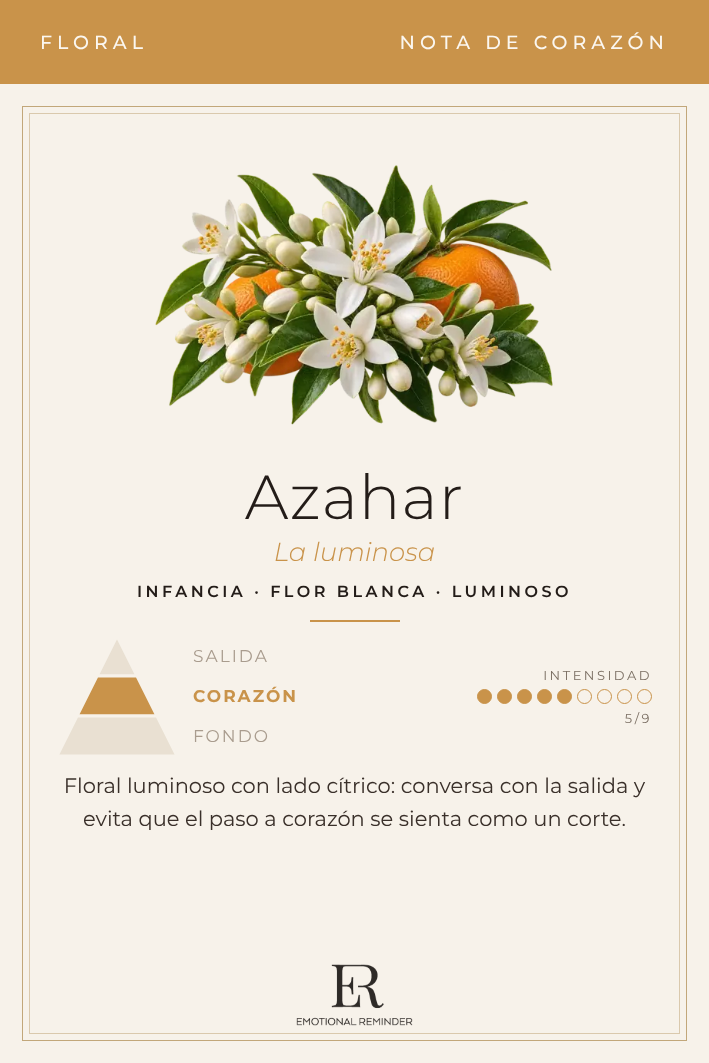 FLORAL
NOTA DE CORAZÓN
Azahar
La luminosa
INFANCIA · FLOR BLANCA · LUMINOSO
SALIDA
CORAZÓN
FONDO
INTENSIDAD
5/9
Floral luminoso con lado cítrico: conversa con la salida y
evita que el paso a corazón se sienta como un corte.
ER
EMOTIONAL REMINDER